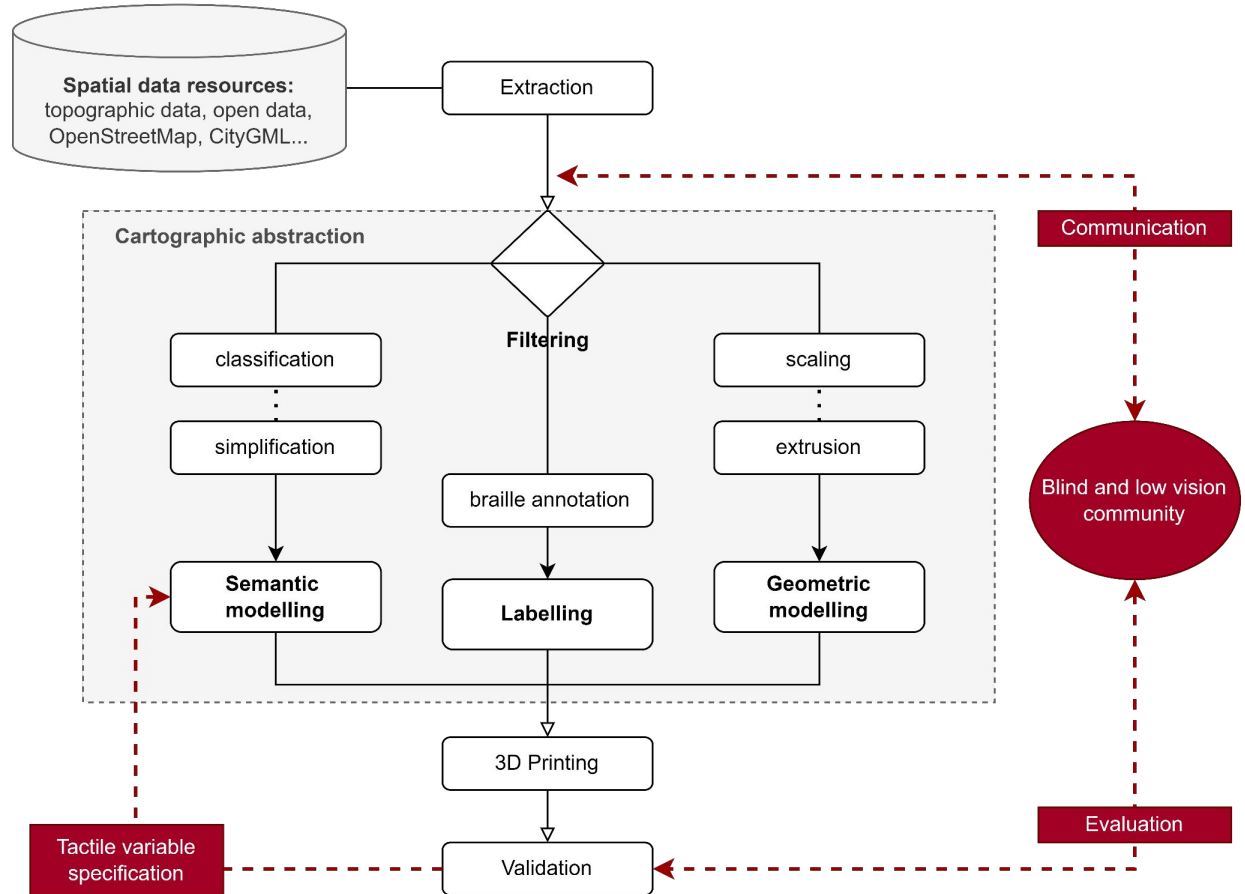 Spatial data resources:
topographic data, open data,
OpenStreetMap, CityGML...
Extraction
Communication
Cartographic abstraction
Filtering
classification
scaling
simplification
extrusion
braille annotation
Blind and low vision
community
Semantic
modelling
Labelling
Geometric
modelling
3D Printing
Evaluation
Tactile variable
specification
Validation